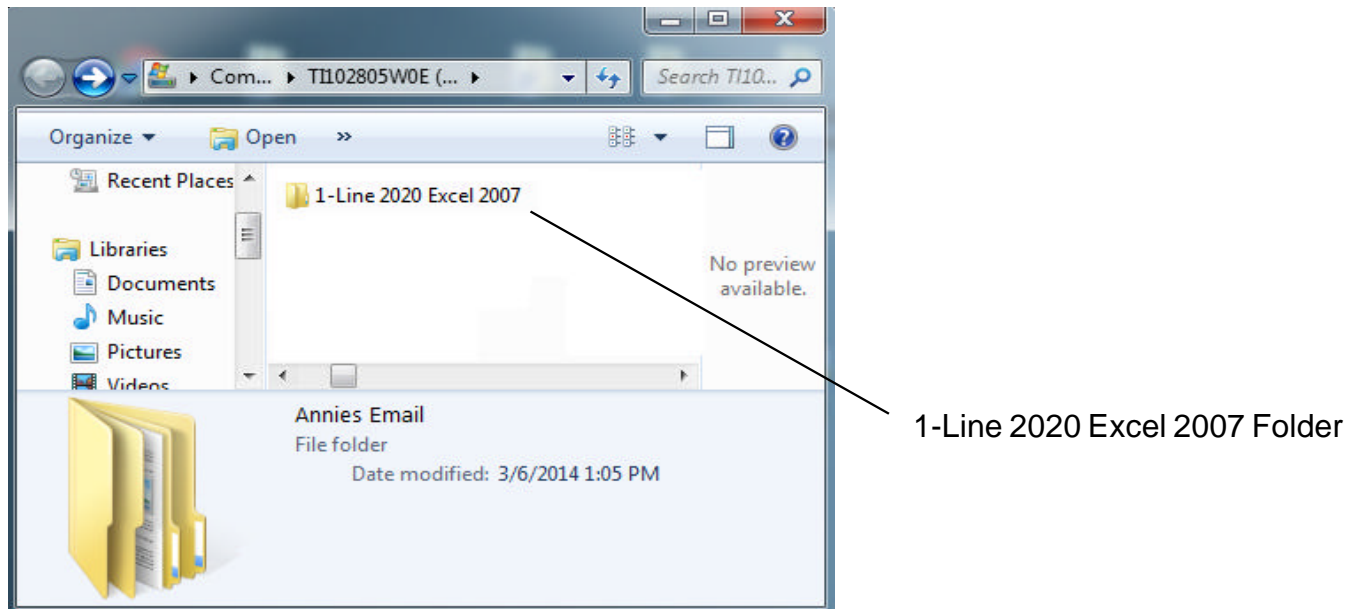 Com... TI102805W0E (... Search TI10...
Organize Open »
Recent Places
Libraries
Documents
Music
Pictures
Videos
1-Line 2020 Excel 2007
No preview
available.
Annies Email
File folder
Date modified: 3/6/2014 1:05 PM
1-Line 2020 Excel 2007 Folder